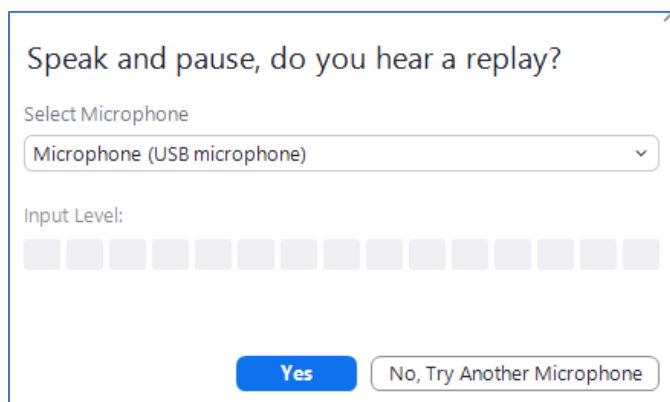 Speak and pause, do you hear a replay?
Select Microphone
Microphone (USB microphone)
Input Level:
Yes
No, Try Another Microphone